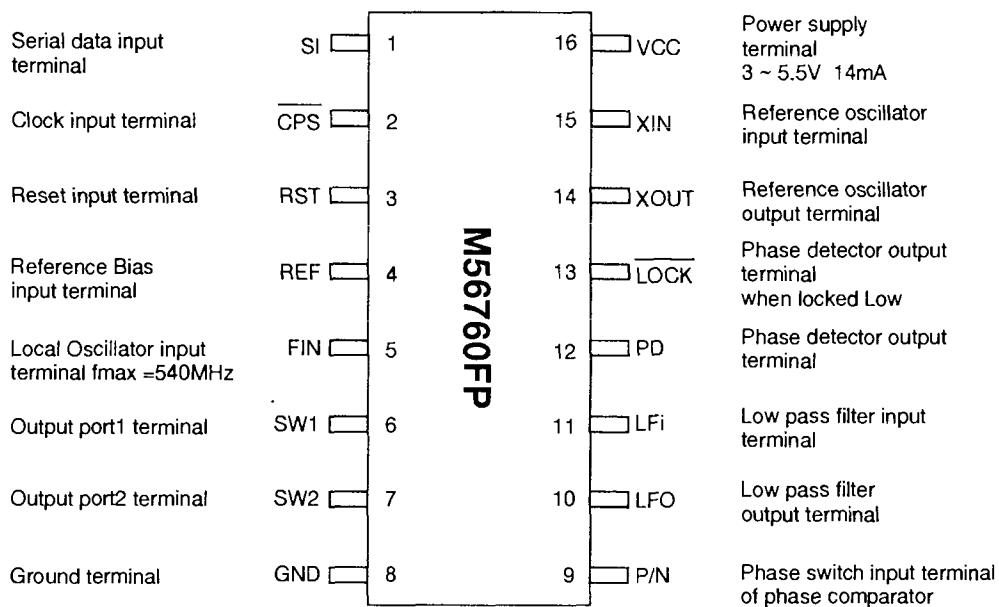 Serial data input
terminal
SI 1
Clock input terminal
CPS 2
Reset input terminal
RST 3
Reference Bias
input terminal
REF 4
Local Oscillator input
terminal fmax =540MHz
FIN 5
Output port1 terminal
SW1 6
Output port2 terminal
SW2 7
Ground terminal
GND 8
M56760FP
16 VCC
Power supply
terminal
3 ~ 5.5V 14mA
15 XIN
Reference oscillator
input terminal
14 XOUT
Reference oscillator
output terminal
13 LOCK
Phase detector output
terminal
when locked Low
12 PD
Phase detector output
terminal
11 LFi
Low pass filter input
terminal
10 LFO
Low pass filter
output terminal
9 P/N
Phase switch input terminal
of phase comparator